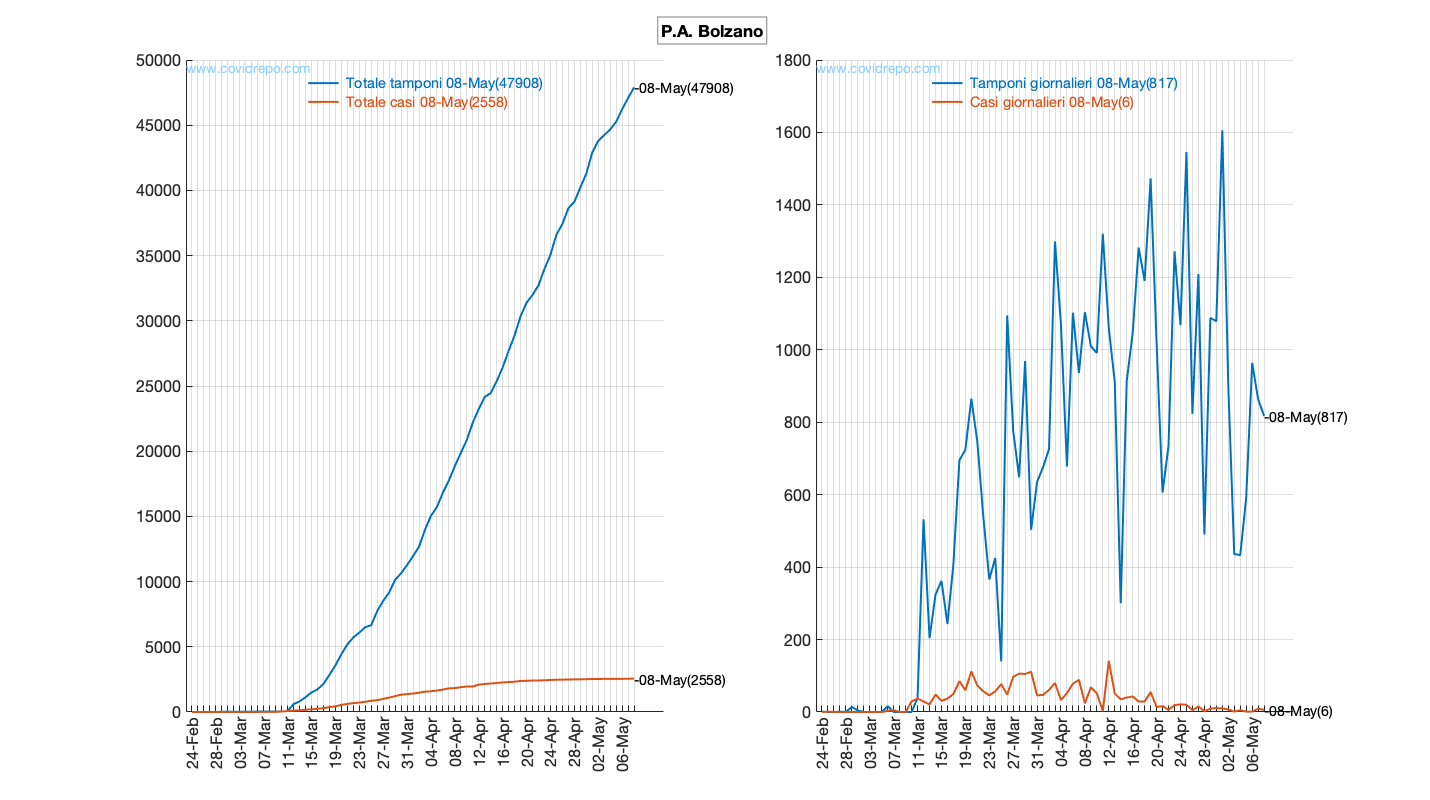 P.A. Bolzano
50000
45000
40000
35000
30000
25000
20000
15000
10000
5000
0
www.covidrepo.com
Totale tamponi 08-May(47908)
Totale casi 08-May(2558)
-08-May(47908)
-08-May(2558)
24-Feb
28-Feb
03-Mar
07-Mar
11-Mar
15-Mar
19-Mar
23-Mar
27-Mar
31-Mar
04-Apr
08-Apr
12-Apr
16-Apr
20-Apr
24-Apr
28-Apr
02-May
06-May
1800
1600
1400
1200
1000
800
600
400
200
0
www.covidrepo.com
Tamponi giornalieri 08-May(817)
Casi giornalieri 08-May(6)
-08-May(817)
-08-May(6)
24-Feb
28-Feb
03-Mar
07-Mar
11-Mar
15-Mar
19-Mar
23-Mar
27-Mar
31-Mar
04-Apr
08-Apr
12-Apr
16-Apr
20-Apr
24-Apr
28-Apr
02-May
06-May